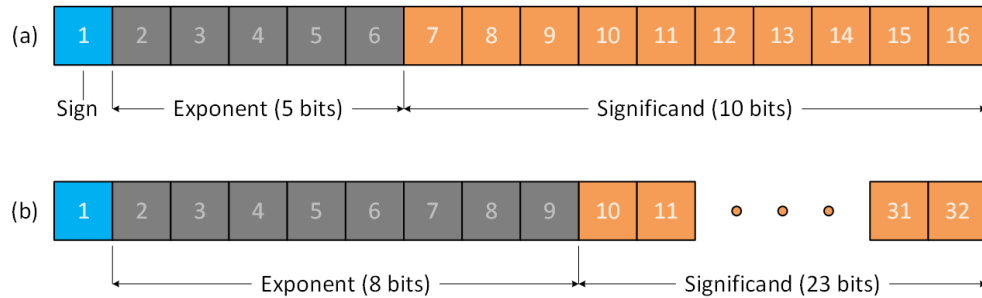 (a) 1 2 3 4 5 6 7 8 9 10 11 12 13 14 15 16
Sign Exponent (5 bits) Significand (10 bits)
(b) 1 2 3 4 5 6 7 8 9 10 11 31 32
Exponent (8 bits) Significand (23 bits)